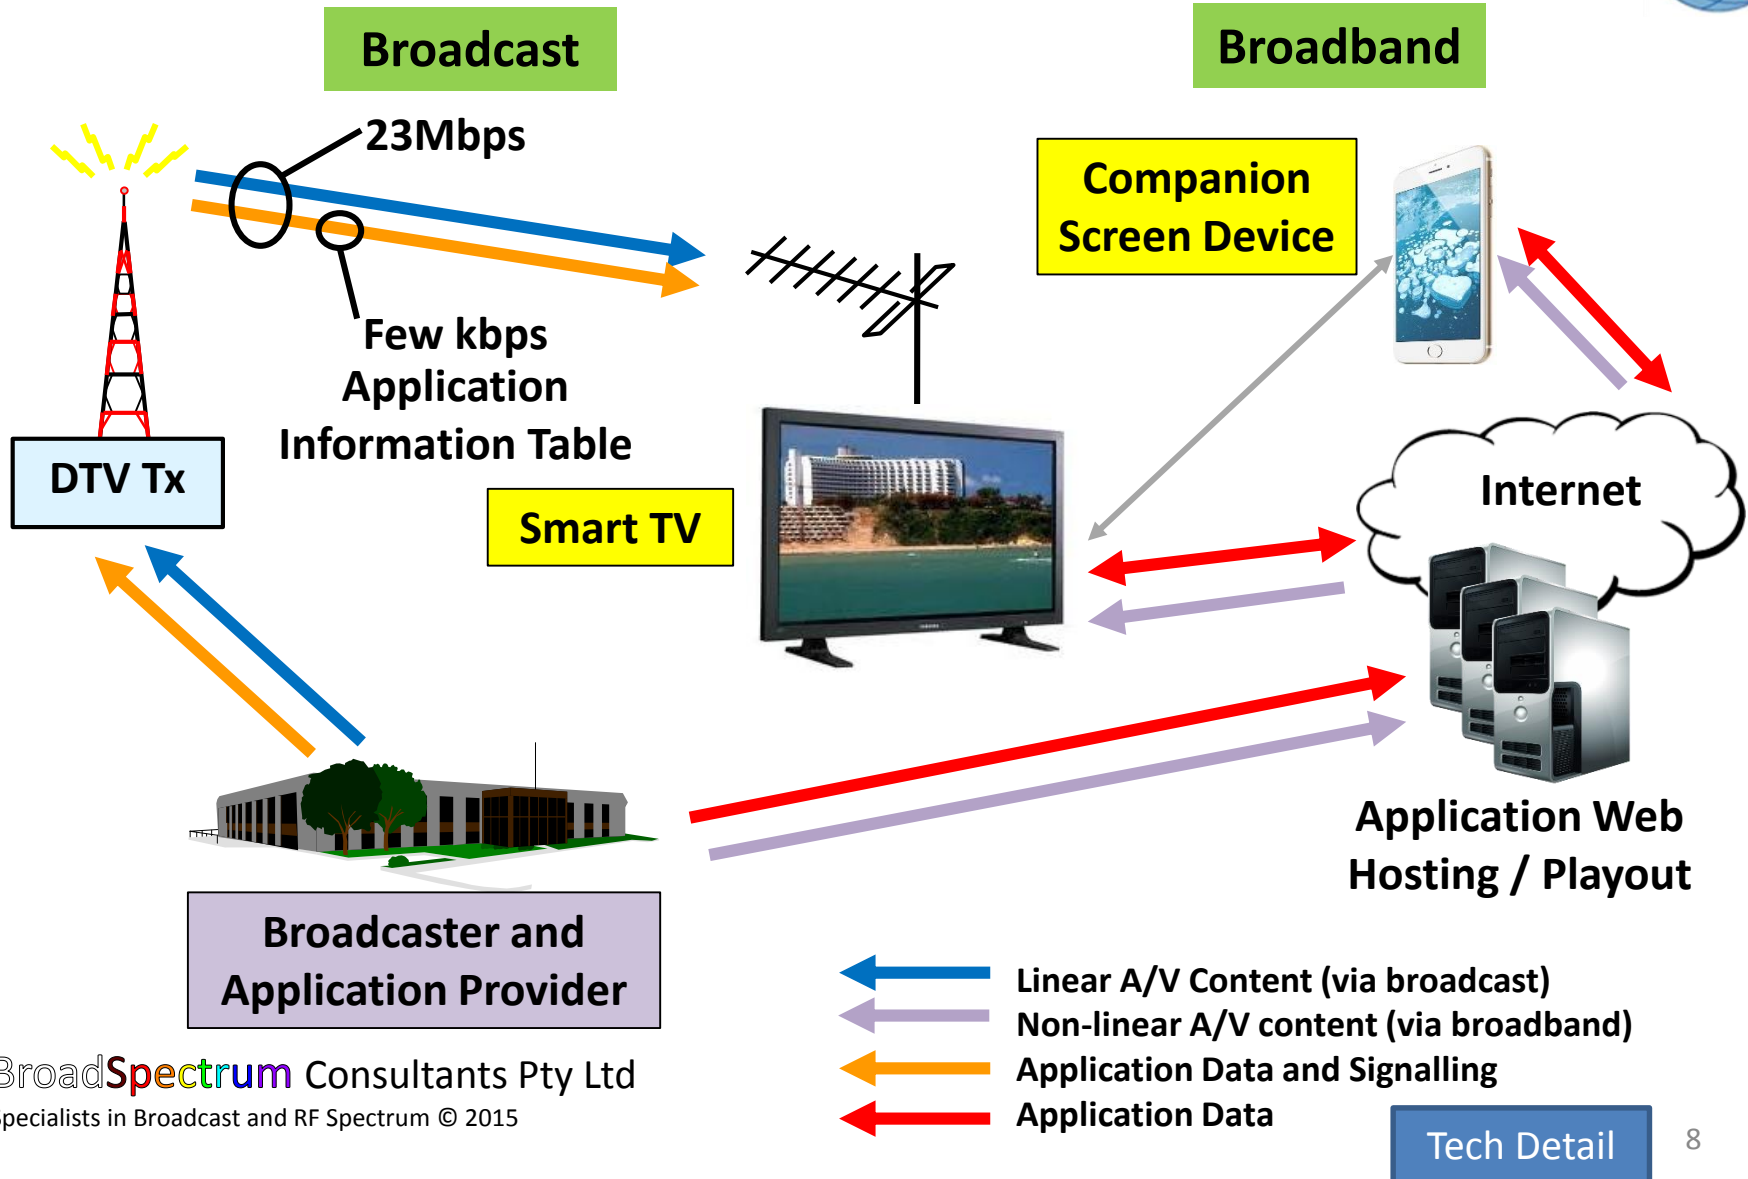 Broadcast
Broadband
23Mbps
Companion
Screen Device
Few kbps
Application
Information Table
DTV Tx
Smart TV
Internet
Application Web
Hosting / Playout
Broadcaster and
Application Provider
Linear A/V Content (via broadcast)
Non-linear A/V content (via broadband)
Application Data and Signalling
Application Data
BroadSpectrum Consultants Pty Ltd
Specialists in Broadcast and RF Spectrum © 2015
Tech Detail
8